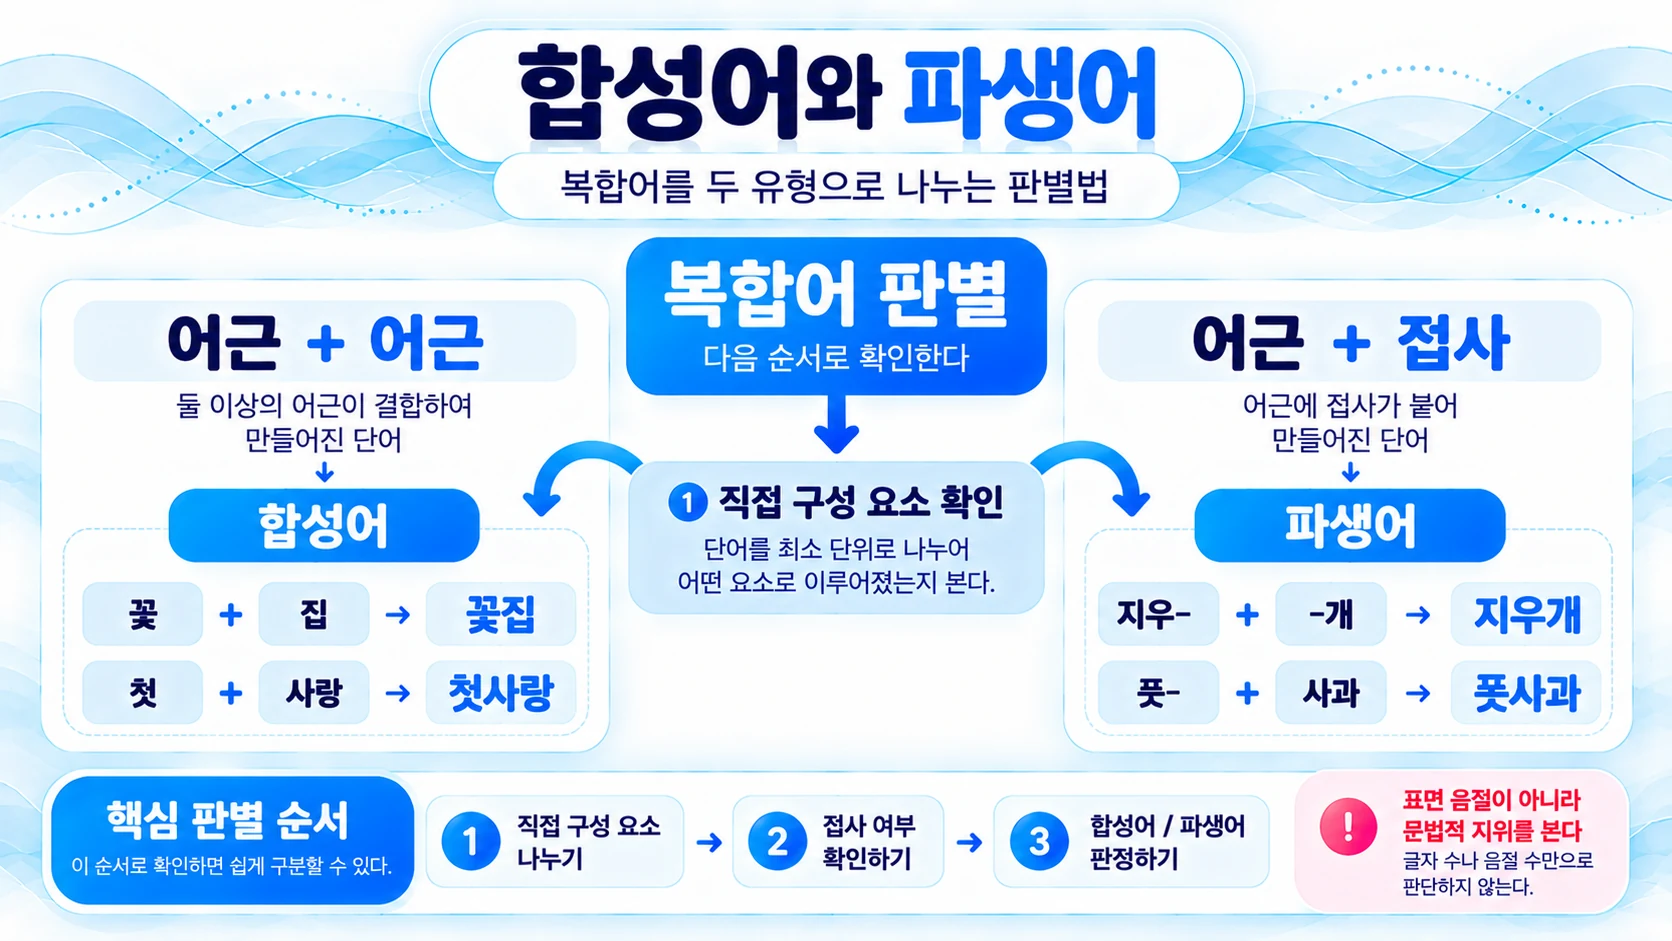 합성어와 파생어
복합어를 두 유형으로 나누는 판별법
복합어 판별
다음 순서로 확인한다
어근 + 어근
둘 이상의 어근이 결합하여
만들어진 단어
↓
합성어
꽃 + 집 → 꽃집
첫 + 사랑 → 첫사랑
1 직접 구성 요소 확인
단어를 최소 단위로 나누어
어떤 요소로 이루어졌는지 본다.
어근 + 접사
어근에 접사가 붙어
만들어진 단어
↓
파생어
지우- + -개 → 지우개
풋- + 사과 → 풋사과
핵심 판별 순서
이 순서로 확인하면 쉽게 구분할 수 있다.
1 직접 구성 요소
나누기
→
2 접사 여부
확인하기
→
3 합성어 / 파생어
판정하기
! 표면 음절이 아니라
문법적 지위를 본다
글자 수나 음절 수만으로
판단하지 않는다.